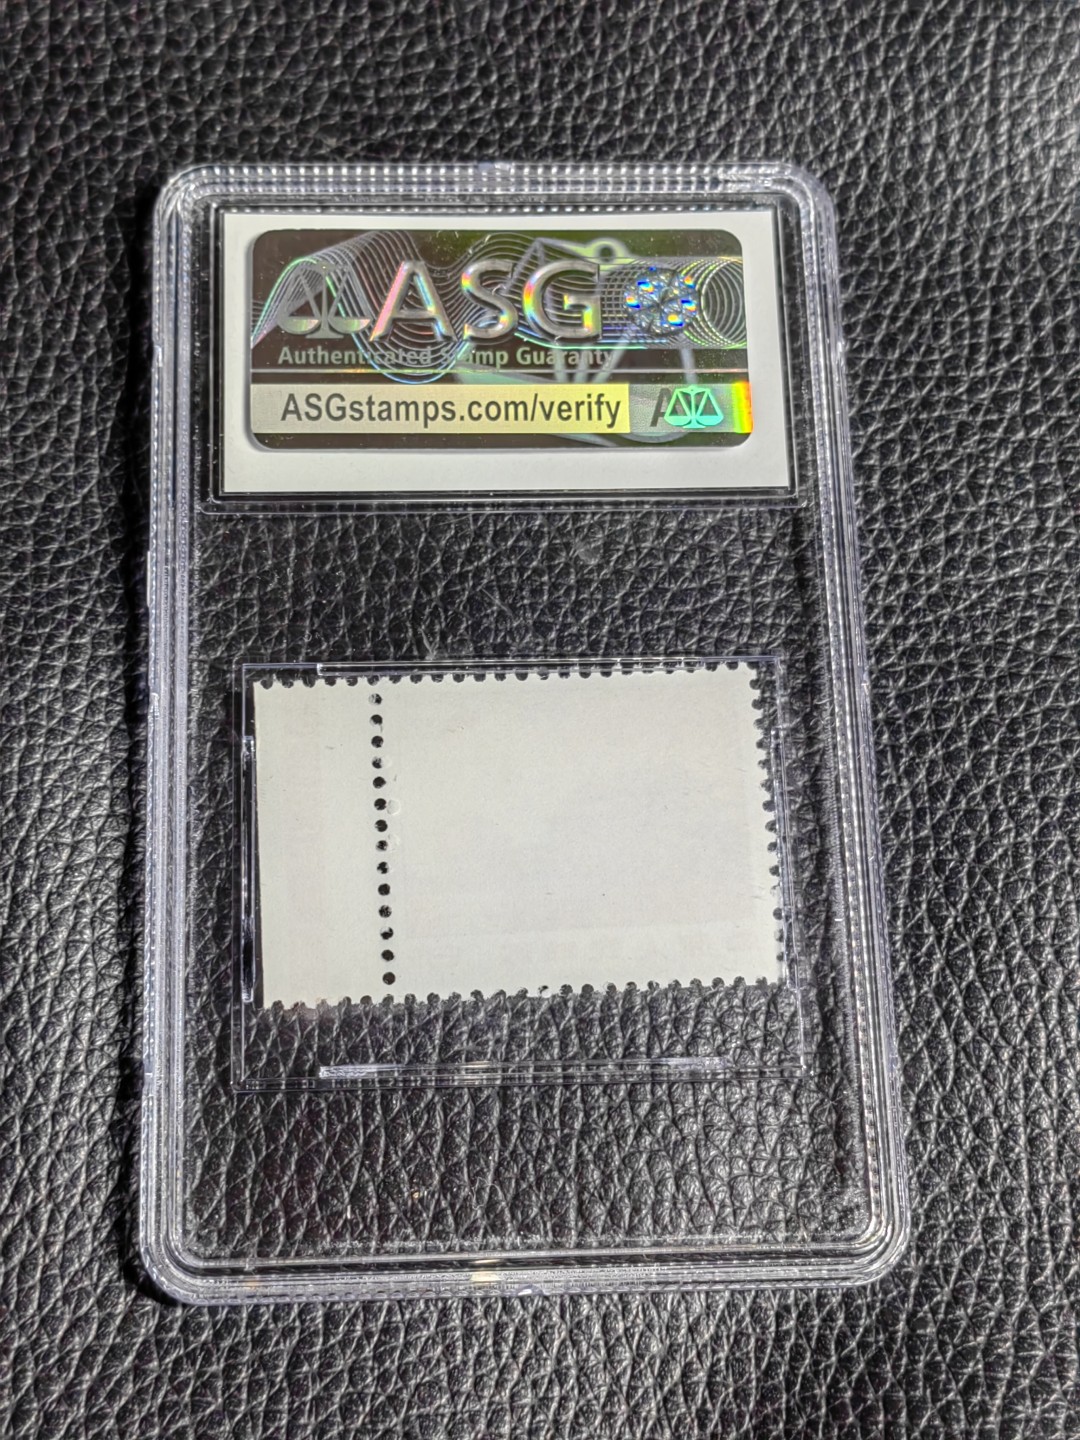 ASG
Authenticated Stamp Guaranty
ASGstamps.com/verify